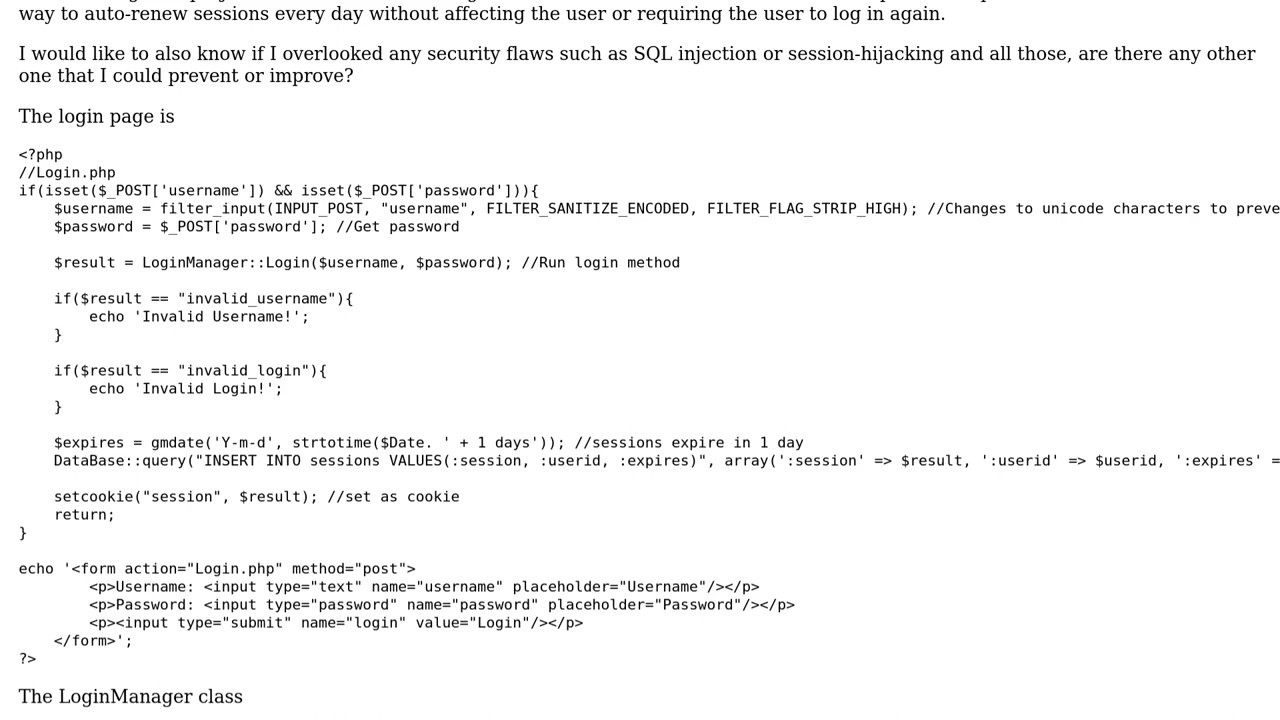 way to auto-renew sessions every day without affecting the user or requiring the user to log in again.
I would like to also know if I overlooked any security flaws such as SQL injection or session-hijacking and all those, are there any other
one that I could prevent or improve?
The login page is
<?php
//Login.php
if(isset($_POST['username']) && isset($_POST['password'])){
    $username = filter_input(INPUT_POST, "username", FILTER_SANITIZE_ENCODED, FILTER_FLAG_STRIP_HIGH); //Changes to unicode characters to preve
    $password = $_POST['password']; //Get password
    $result = LoginManager::Login($username, $password); //Run login method
    if($result == "invalid_username"){
        echo 'Invalid Username!';
    }
    if($result == "invalid_login"){
        echo 'Invalid Login!';
    }
    $expires = gmdate('Y-m-d', strtotime($Date. ' + 1 days')); //sessions expire in 1 day
    DataBase::query("INSERT INTO sessions VALUES(:session, :userid, :expires)", array(':session' => $result, ':userid' => $userid, ':expires' =
    setcookie("session", $result); //set as cookie
    return;
}
echo '<form action="Login.php" method="post">
        <p>Username: <input type="text" name="username" placeholder="Username"/></p>
        <p>Password: <input type="password" name="password" placeholder="Password"/></p>
        <p><input type="submit" name="login" value="Login"/></p>
    </form>';
?>
The LoginManager class